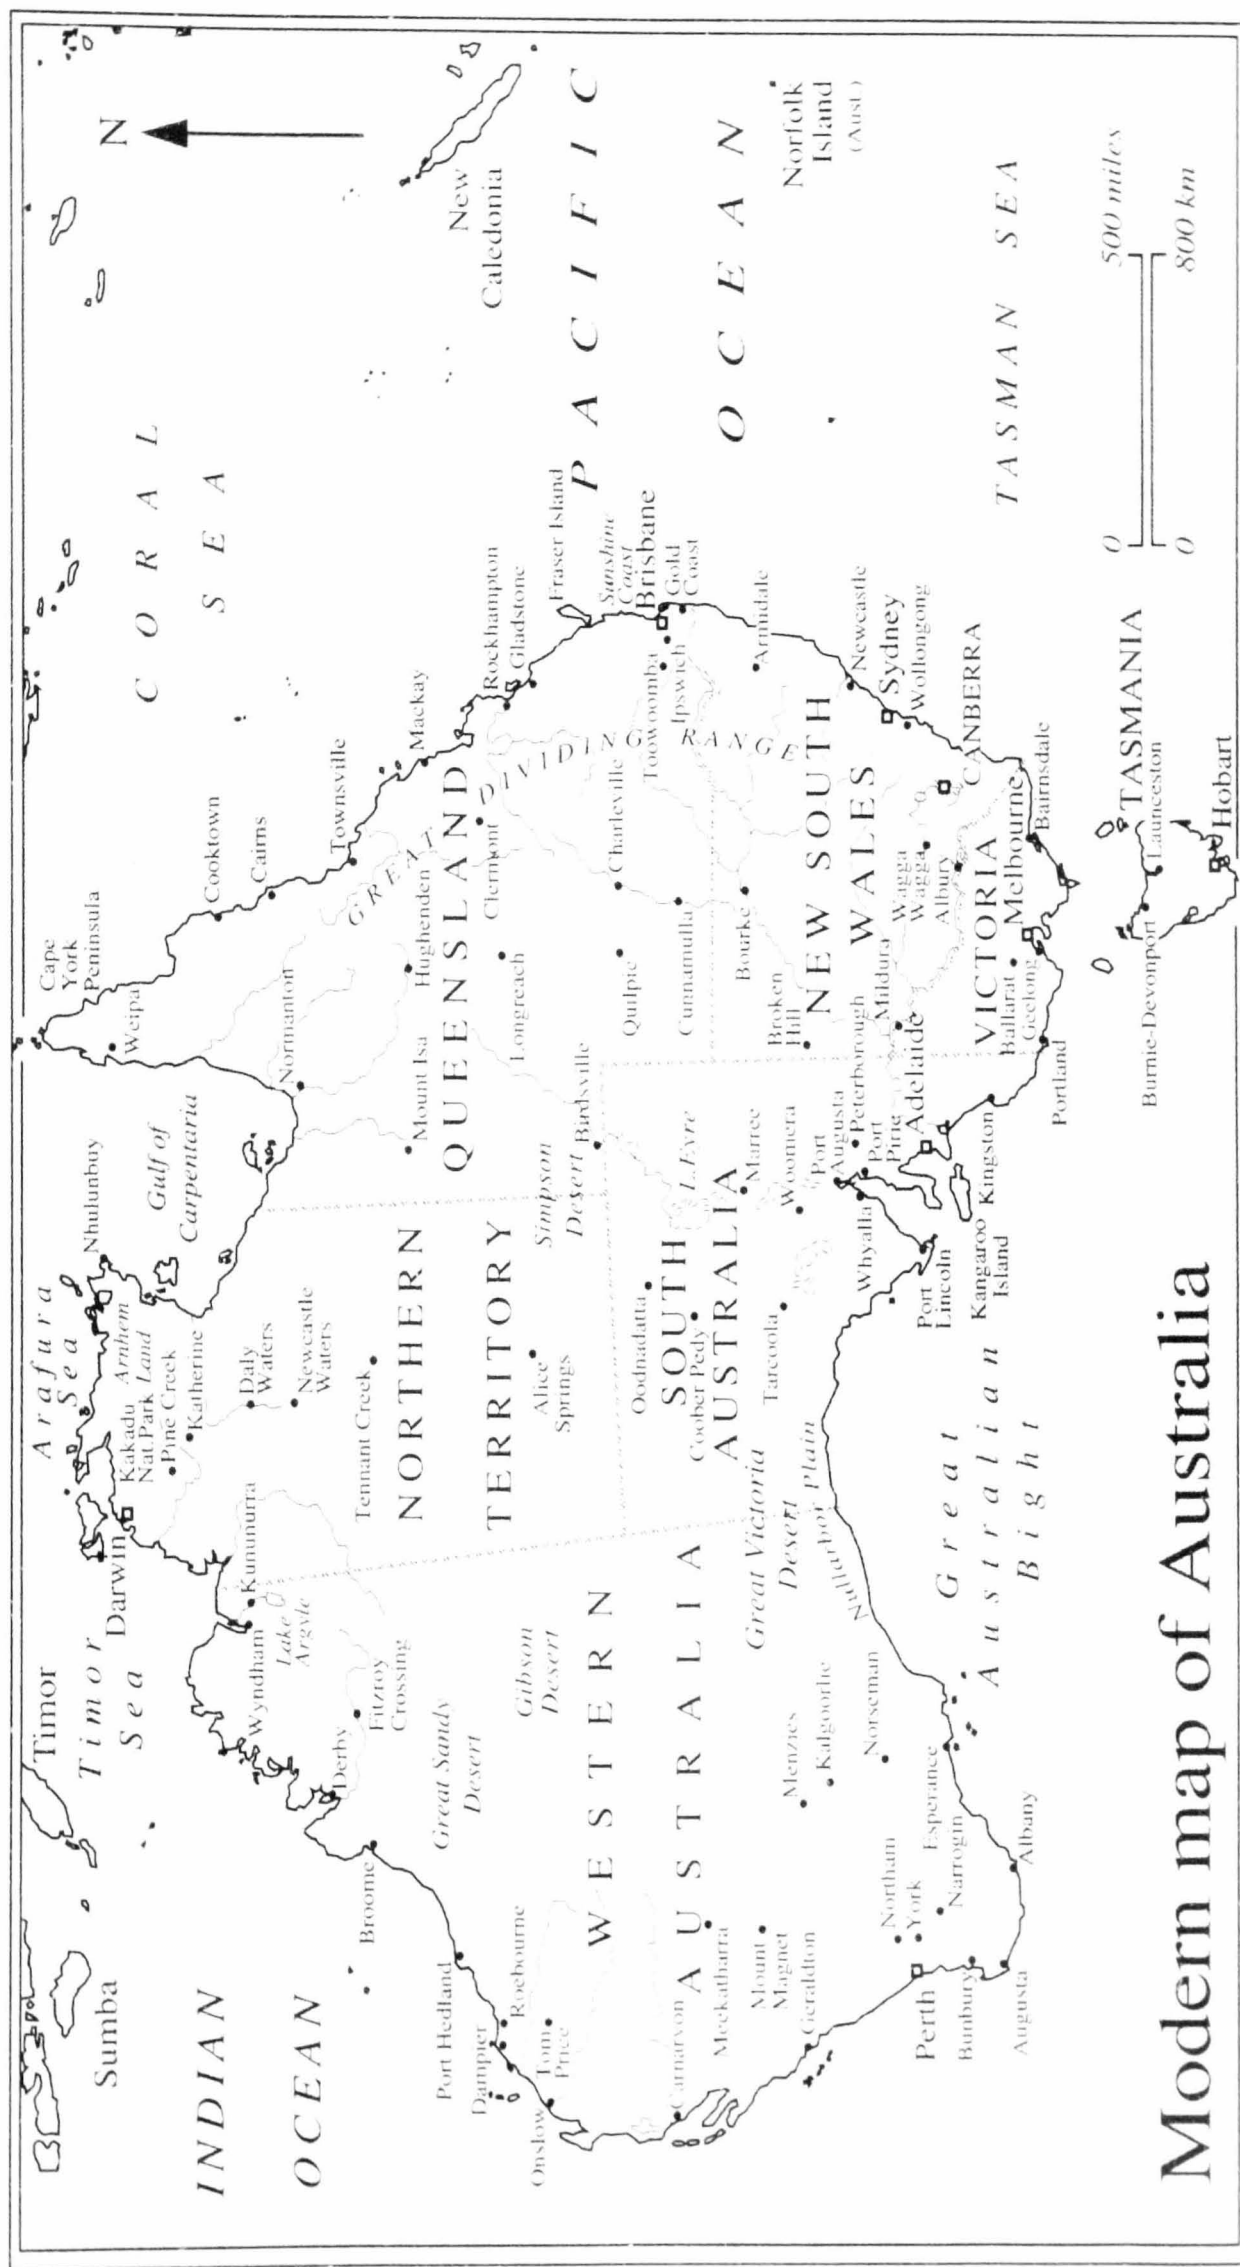 Modern map of Australia
N
INDIAN
OCEAN
Sumba
Timor
Timor
Sea
Arafura
Sea
CORAL
SEA
PACIFIC
OCEAN
TASMAN SEA
New
Caledonia
Norfolk
Island
(Aust.)
Great
Australian
Bight
Gulf of
Carpentaria
WESTERN
AUSTRALIA
Broome
Derby
Fitzroy
Crossing
Wyndham
Kununurra
Lake
Argyle
Great Sandy
Desert
Gibson
Desert
Great Victoria
Desert
Nullarbor Plain
Port Hedland
Dampier
Roebourne
Onslow
Tom
Price
Carnarvon
Meekatharra
Mount
Magnet
Geraldton
Menzies
Kalgoorlie
Norseman
Northam
York
Perth
Bunbury
Augusta
Narrogin
Esperance
Albany
NORTHERN
TERRITORY
Darwin
Kakadu
Nat.Park
Arnhem
Land
Pine Creek
Katherine
Nhulunbuy
Daly
Waters
Newcastle
Waters
Tennant Creek
Alice
Springs
Simpson
Desert
SOUTH
AUSTRALIA
Oodnadatta
Coober Pedy
Tarcoola
L.Eyre
Marree
Woomera
Port
Augusta
Peterborough
Port
Pirie
Whyalla
Port
Lincoln
Adelaide
Kangaroo
Island
Kingston
QUEENSLAND
Cape
York
Peninsula
Weipa
Cooktown
Cairns
Normanton
Townsville
Mackay
Mount Isa
Hughenden
Clermont
Longreach
Rockhampton
Gladstone
Fraser Island
Sunshine
Coast
Brisbane
Gold
Coast
Ipswich
Toowoomba
Charleville
Quilpie
Cunnamulla
Birdsville
GREAT DIVIDING RANGE
NEW SOUTH
WALES
Bourke
Broken
Hill
Armidale
Newcastle
Sydney
Wollongong
CANBERRA
Wagga
Wagga
Albury
Mildura
VICTORIA
Melbourne
Ballarat
Geelong
Bairnsdale
Portland
TASMANIA
Burnie-Devonport
Launceston
Hobart
0 500 miles
0 800 km